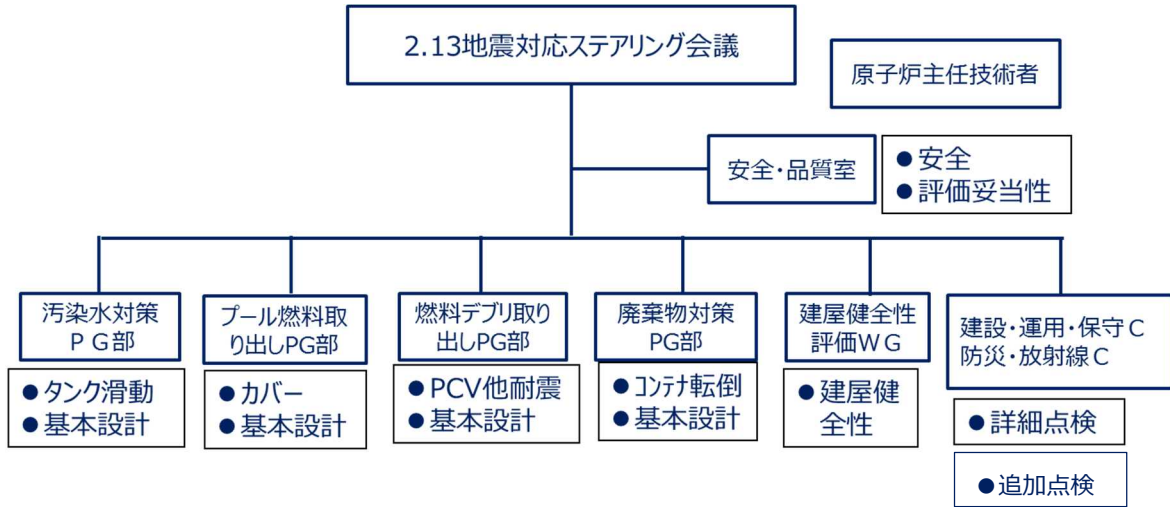 2.13地震対応ステアリング会議
原子炉主任技術者
安全・品質室
●安全
●評価妥当性
汚染水対策
PG部
●タンク滑動
●基本設計
プール燃料取
り出しPG部
●カバー
●基本設計
燃料デブリ取り
出しPG部
●PCV他耐震
●基本設計
廃棄物対策
PG部
●コンテナ転倒
●基本設計
建屋健全性
評価WG
●建屋健
全性
建設・運用・保守C
防災・放射線C
●詳細点検
●追加点検